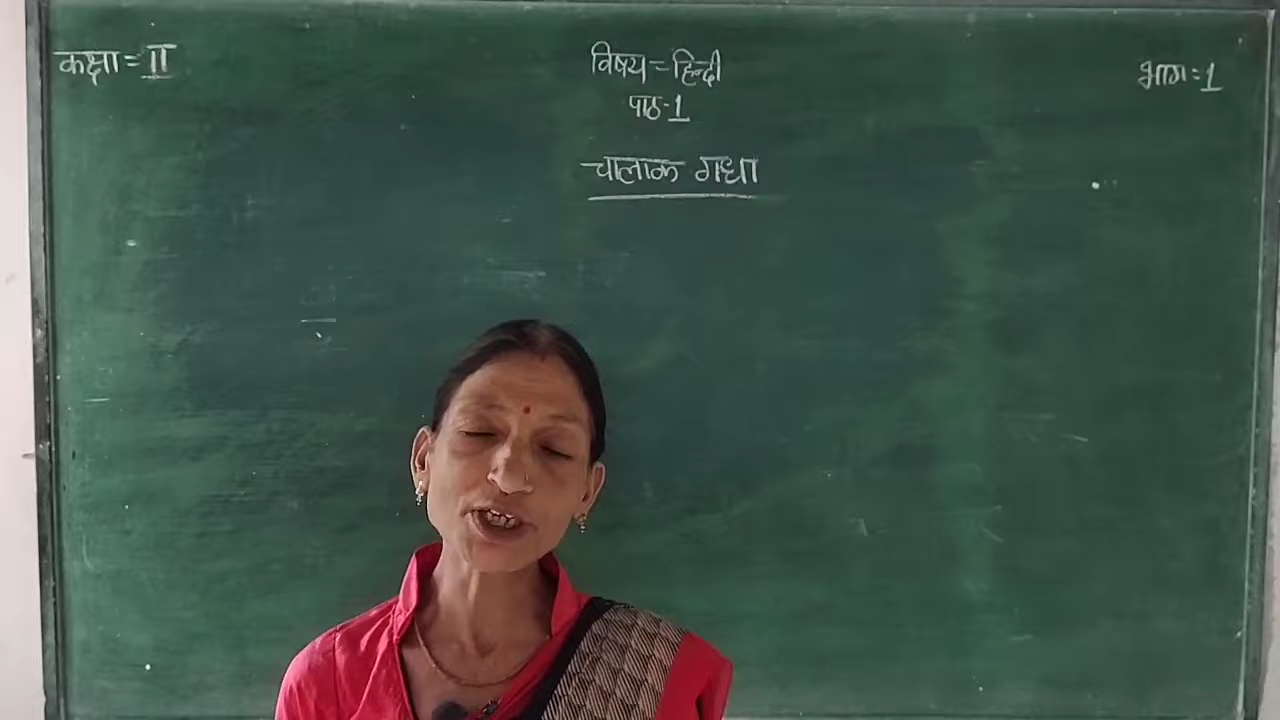 कक्षा = II
विषय = हिन्दी
भाग = 1
पाठ-1
चालाक गधा